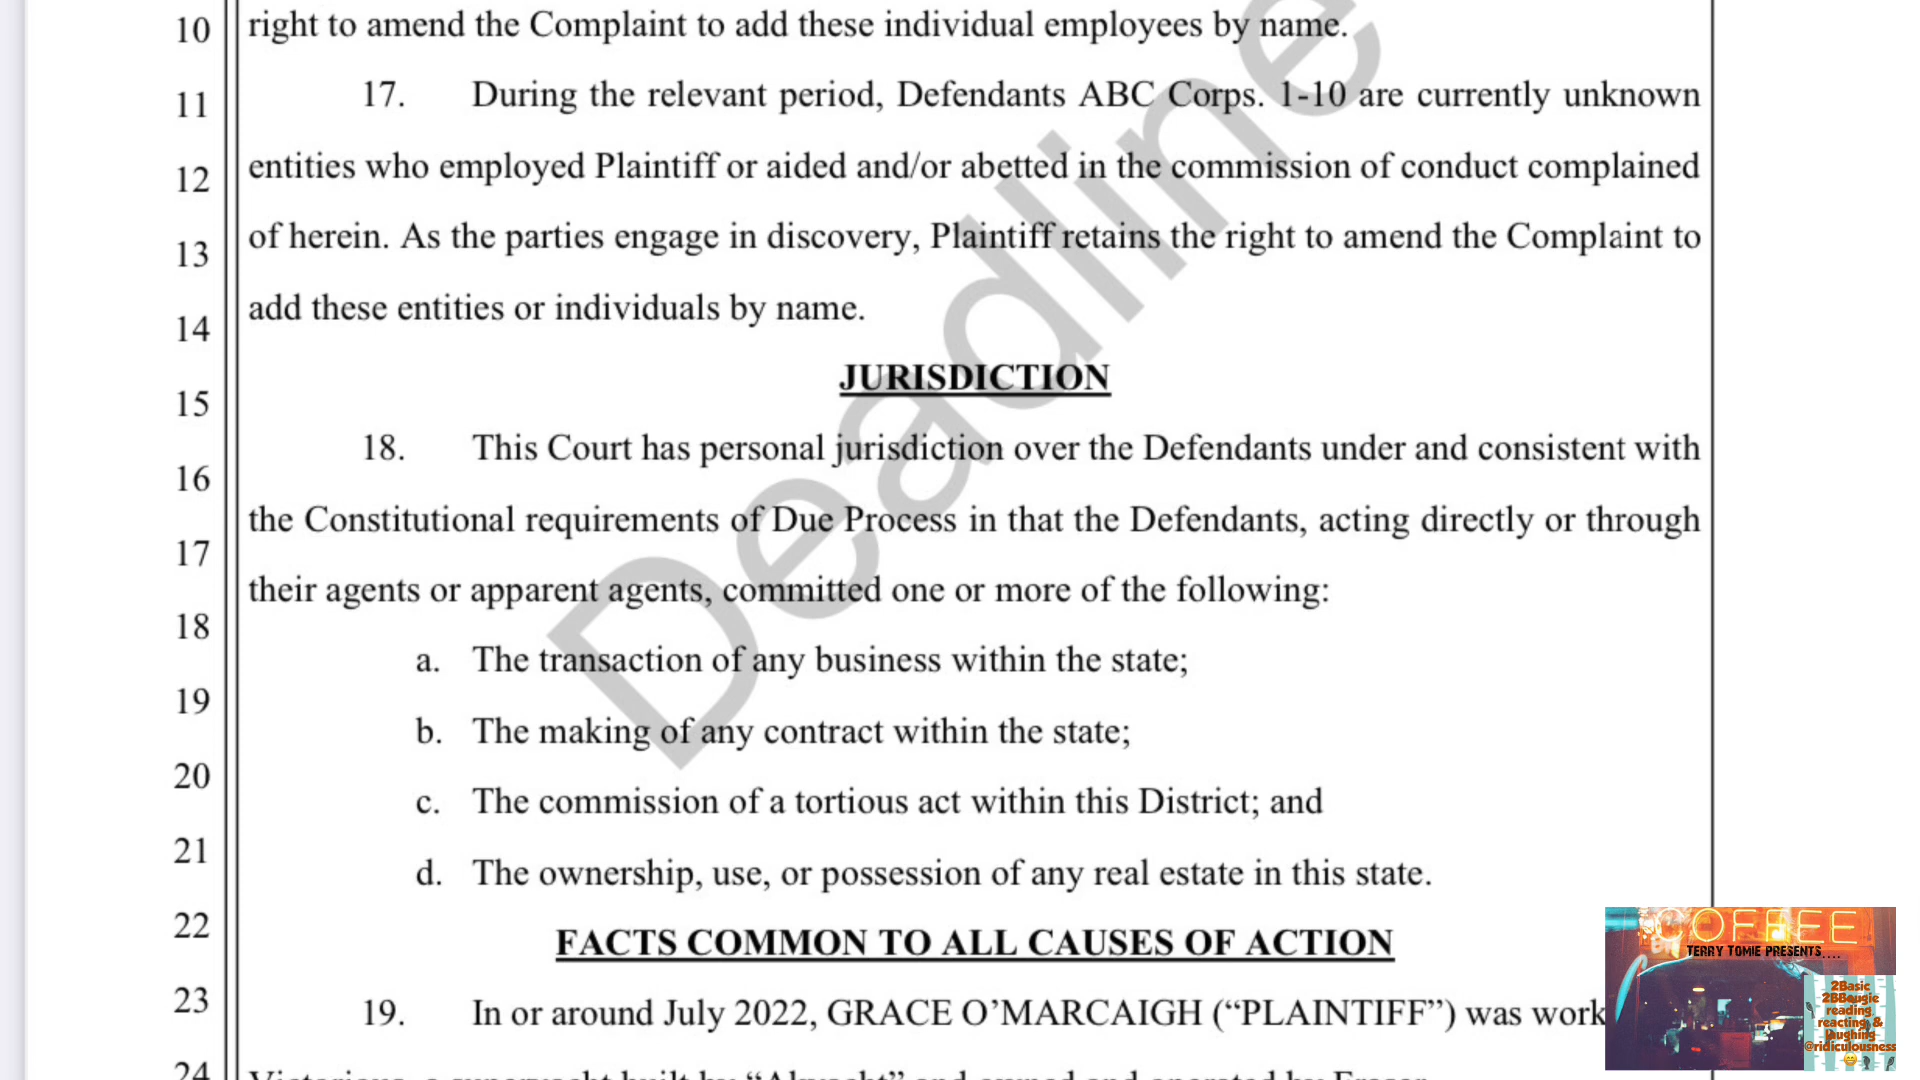 10 right to amend the Complaint to add these individual employees by name.
11 17. During the relevant period, Defendants ABC Corps. 1-10 are currently unknown
12 entities who employed Plaintiff or aided and/or abetted in the commission of conduct complained
13 of herein. As the parties engage in discovery, Plaintiff retains the right to amend the Complaint to
14 add these entities or individuals by name.
JURISDICTION
15
16 18. This Court has personal jurisdiction over the Defendants under and consistent with
17 the Constitutional requirements of Due Process in that the Defendants, acting directly or through
their agents or apparent agents, committed one or more of the following:
18
a. The transaction of any business within the state;
19
b. The making of any contract within the state;
20
c. The commission of a tortious act within this District; and
21
d. The ownership, use, or possession of any real estate in this state.
22
FACTS COMMON TO ALL CAUSES OF ACTION
23 19. In or around July 2022, GRACE O’MARCAIGH (“PLAINTIFF”) was work
24
Deadline
COFFEE
TERRY TOMIE PRESENTS....
2Basic
2BBougie
reading
reacting &
laughing
@ridiculousness